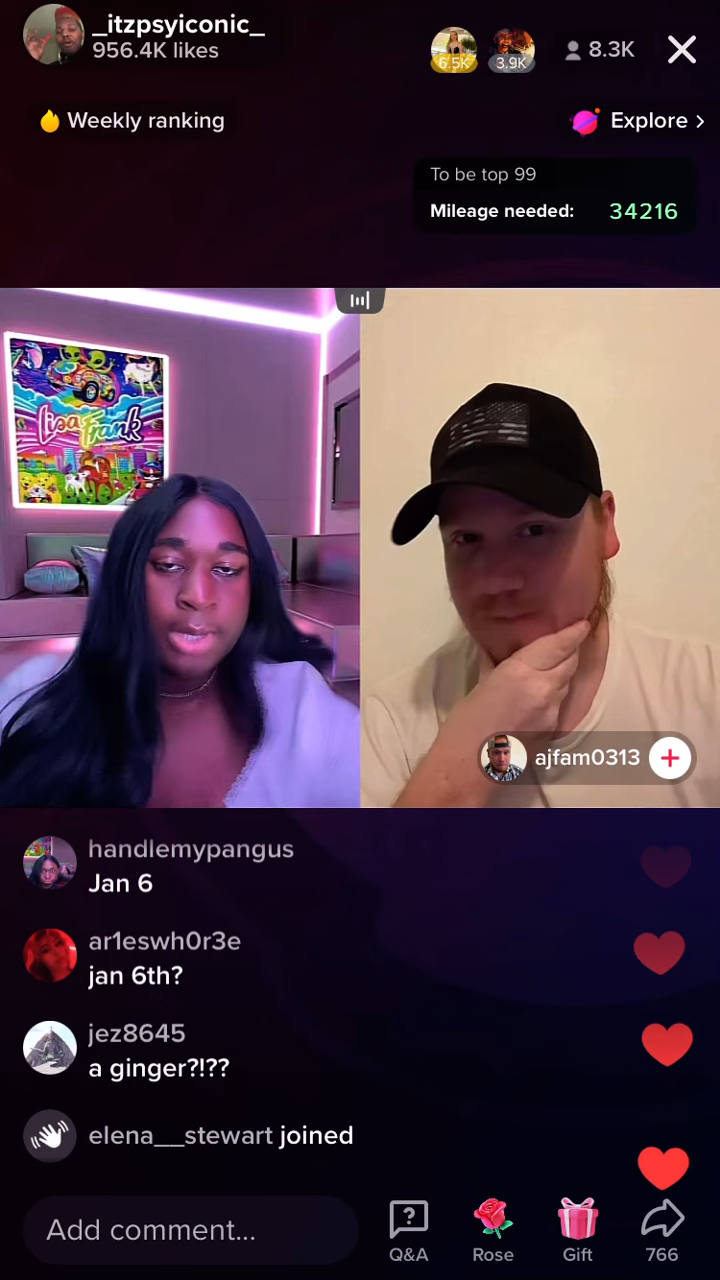 _itzpsyiconic_
956.4K likes
6.5K
3.9K
8.3K
Weekly ranking
Explore >
To be top 99
Mileage needed: 34216
Lisa Frank
ajfam0313
handlemypangus
Jan 6
ar1eswh0r3e
jan 6th?
jez8645
a ginger?!??
elena__stewart joined
Add comment...
Q&A
Rose
Gift
766